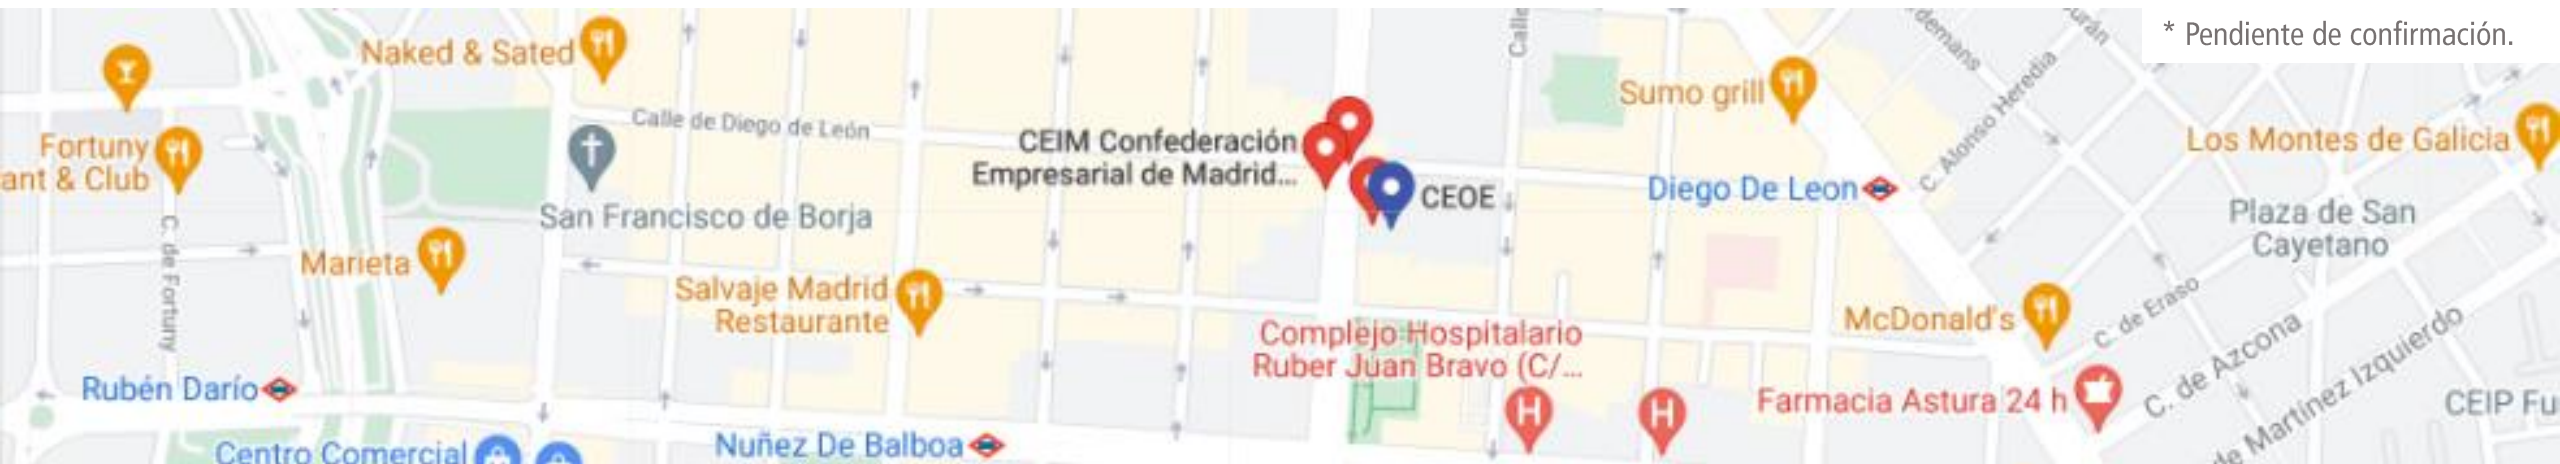 * Pendiente de confirmación.
Naked & Sated
Calle
demans
urán
Sumo grill
C. Alonso Heredia
Calle de Diego de León
CEIM Confederación
Empresarial de Madrid...
Fortuny
ant & Club
Los Montes de Galicia
CEOE
Diego De Leon
San Francisco de Borja
Plaza de San
Cayetano
C. de Fortuny
Marieta
Salvaje Madrid
Restaurante
McDonald's
C. de Eraso
Complejo Hospitalario
Ruber Juan Bravo (C/...
H
H
Rubén Darío
Farmacia Astura 24 h
C. de Azcona
de Martínez Izquierdo
CEIP Fu
Centro Comercial
Nuñez De Balboa